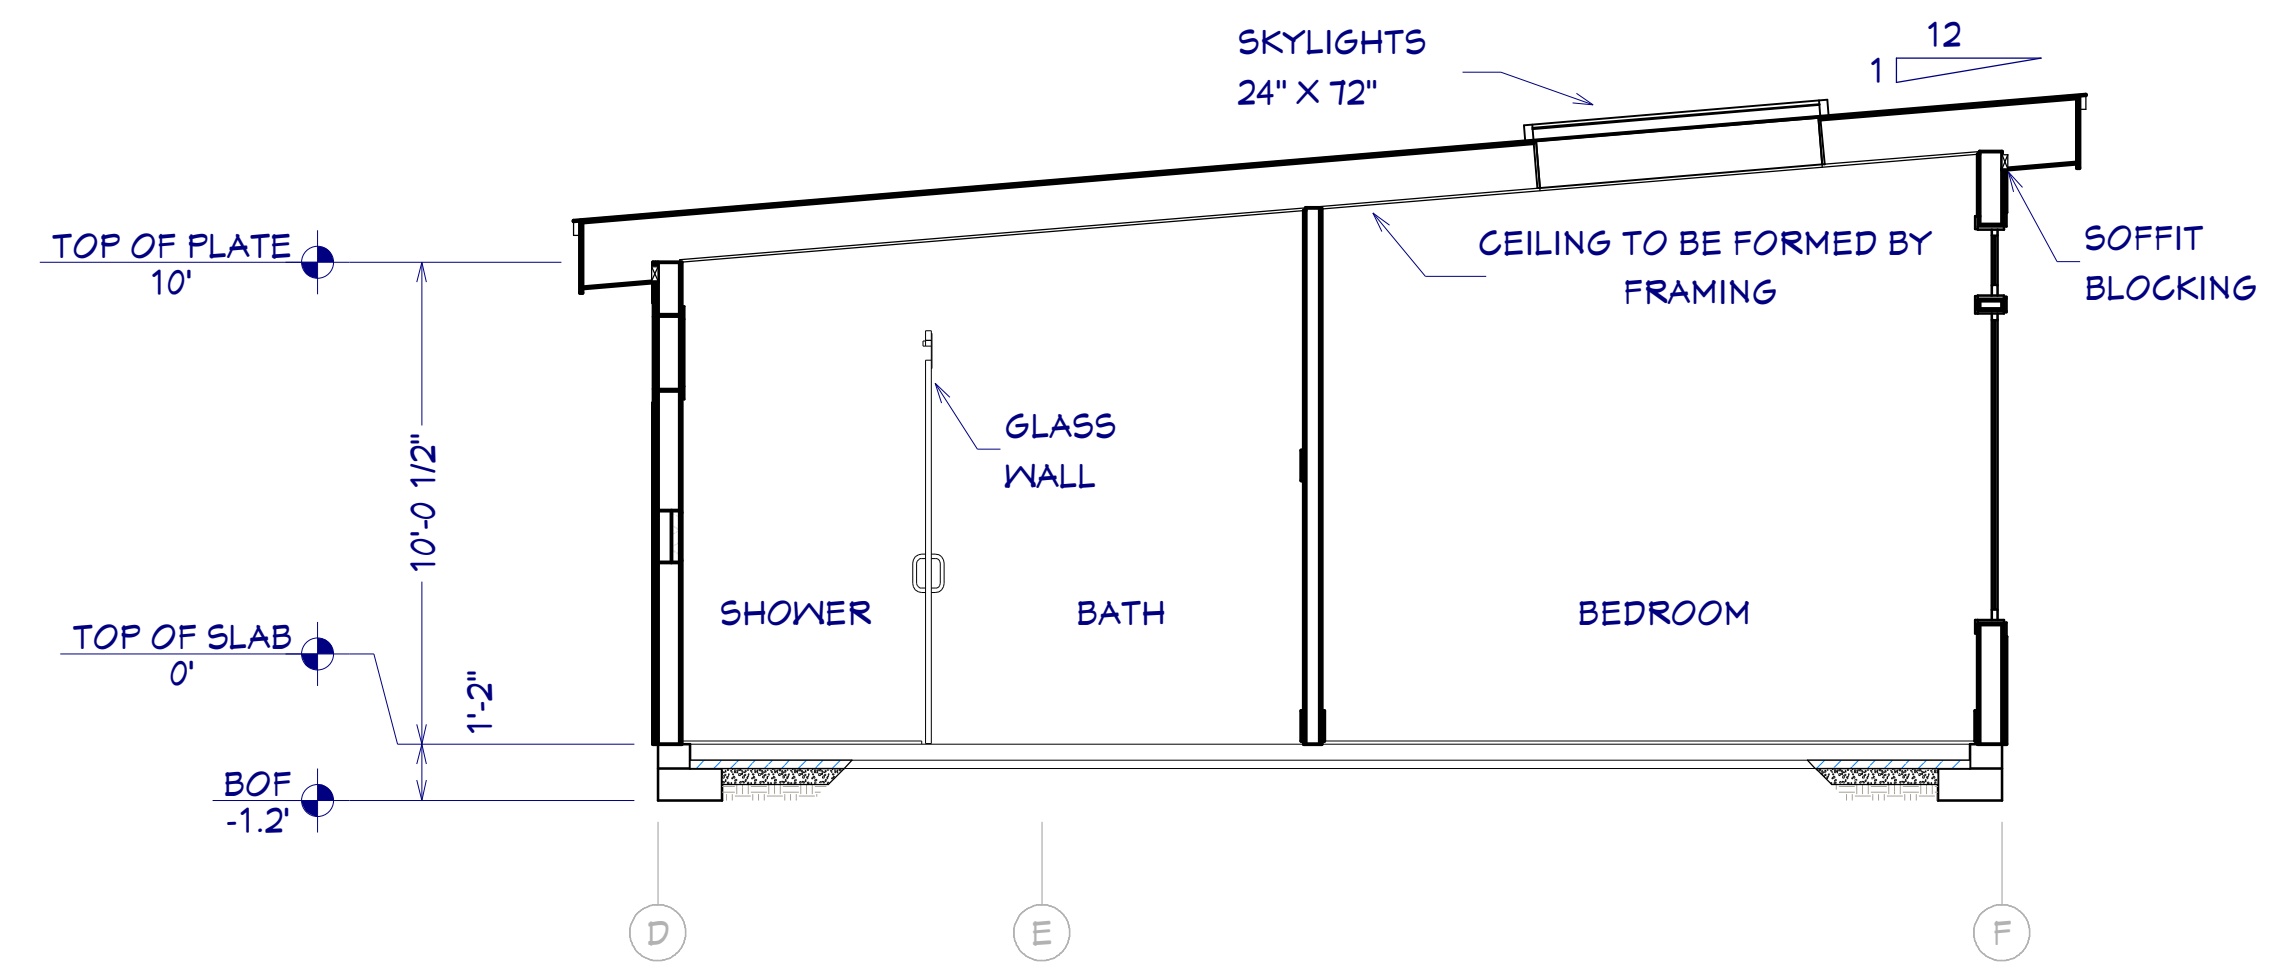 SKYLIGHTS
24" X 72"
12
1
TOP OF PLATE
10'
CEILING TO BE FORMED BY
FRAMING
SOFFIT
BLOCKING
GLASS
WALL
10'-0 1/2"
SHOWER
BATH
BEDROOM
TOP OF SLAB
0'
1'-2"
BOF
-1.2'
D
E
F